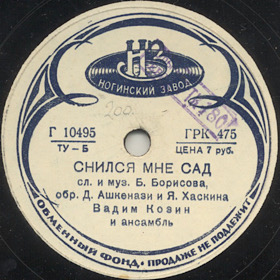 НЗ
НОГИНСКИЙ ЗАВОД
200
Г 10495
ГРК 475
ТУ-Б
ЦЕНА 7 руб.
СНИЛСЯ МНЕ САД
сл. и муз. Б. Борисова,
обр. Д. Ашкенази и Я. Хаскина
Вадим Козин
и ансамбль
ОБМЕННЫЙ ФОНД. ПРОДАЖЕ НЕ ПОДЛЕЖИТ